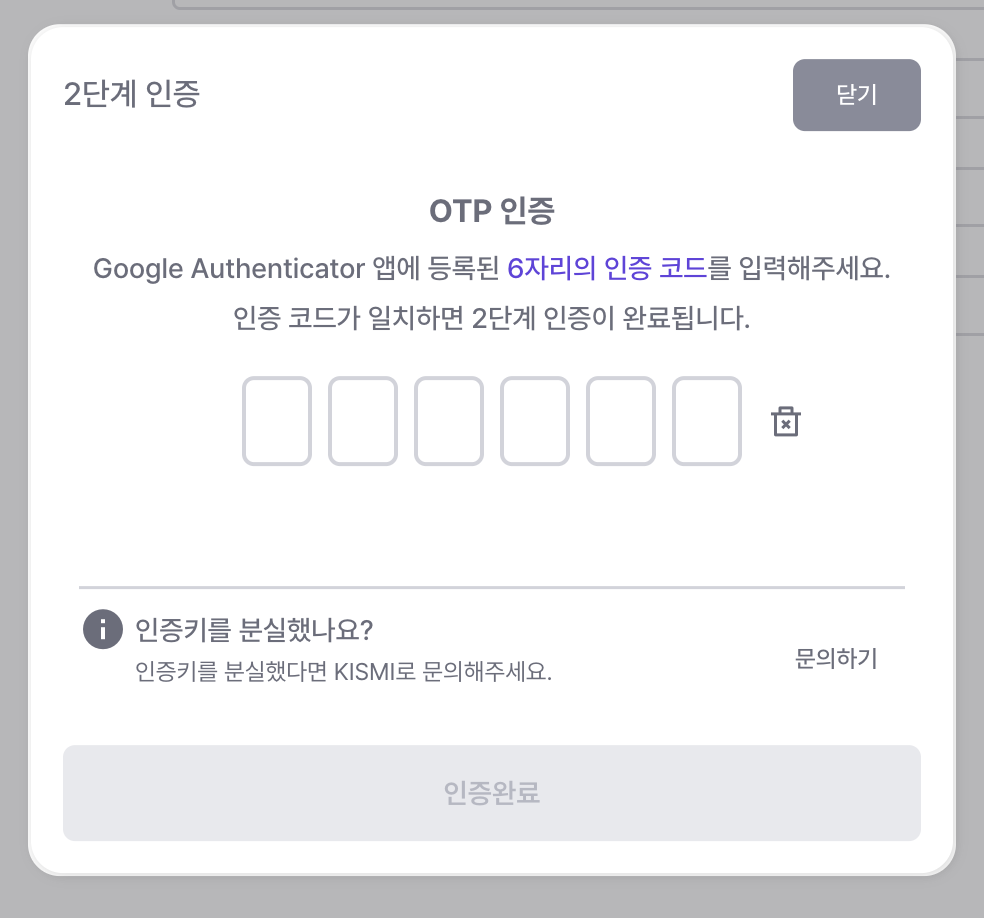 2단계 인증
닫기
OTP 인증
Google Authenticator 앱에 등록된 6자리의 인증 코드를 입력해주세요.
인증 코드가 일치하면 2단계 인증이 완료됩니다.
인증키를 분실했나요?
인증키를 분실했다면 KISMI로 문의해주세요.
문의하기
인증완료